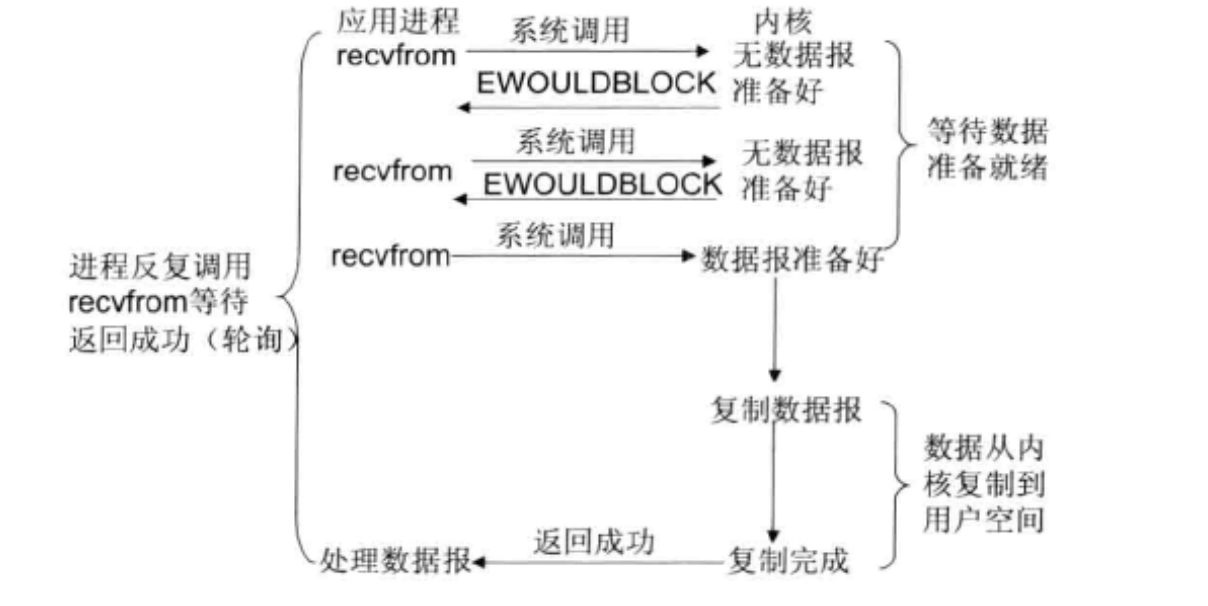 应用进程
系统调用
内核
recvfrom
无数据报
EWOULDBLOCK
准备好
系统调用
无数据报
recvfrom
EWOULDBLOCK
准备好
等待数据
准备就绪
recvfrom
系统调用
数据报准备好
进程反复调用
recvfrom等待
返回成功（轮询）
复制数据报
数据从内
核复制到
用户空间
处理数据报
返回成功
复制完成